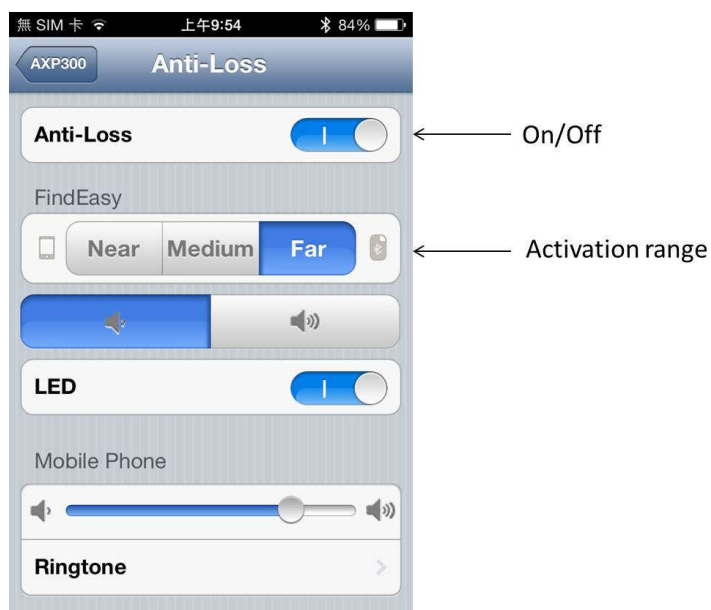 無 SIM 卡 上午9:54 84%
AXP300 Anti-Loss
Anti-Loss On/Off
FindEasy
Near Medium Far Activation range
LED
Mobile Phone
Ringtone